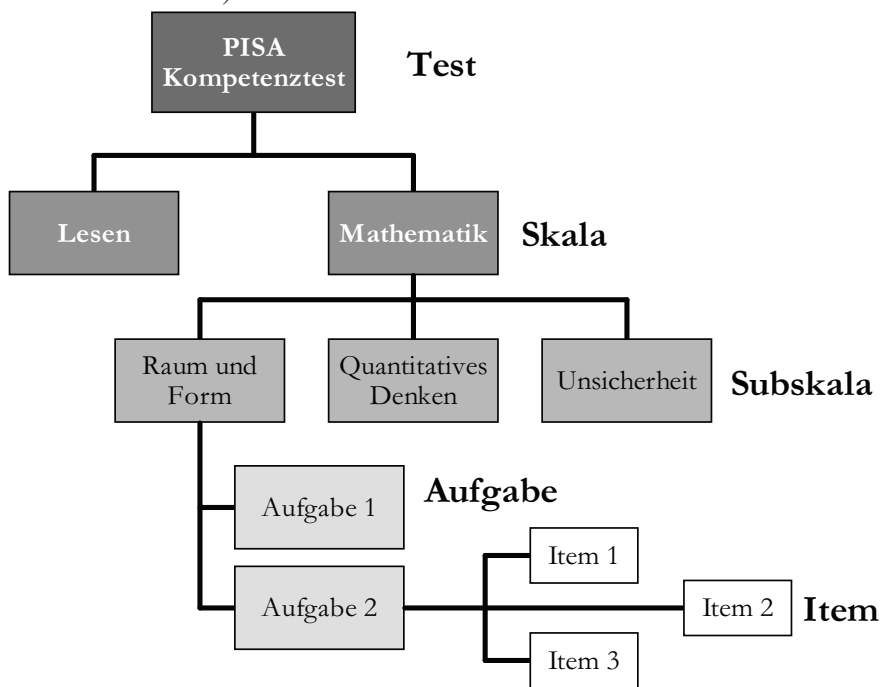 PISA
Kompetenztest
Test
Lesen
Mathematik
Skala
Raum und
Form
Quantitatives
Denken
Unsicherheit
Subskala
Aufgabe 1
Aufgabe
Item 1
Aufgabe 2
Item 2
Item
Item 3